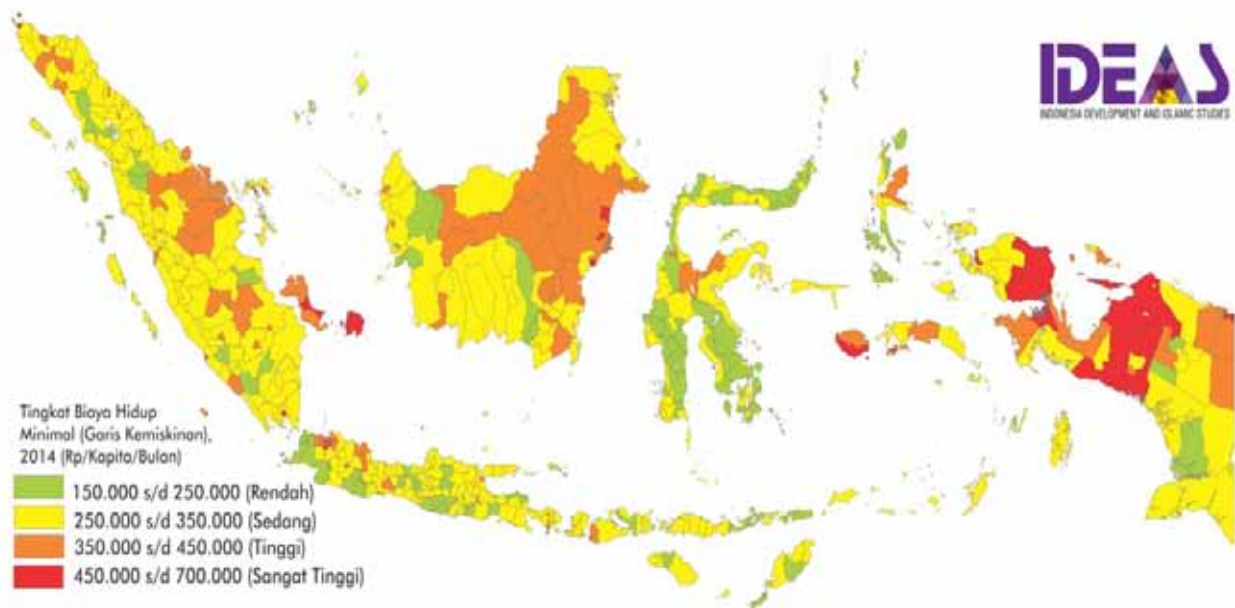 IDEAS
INDONESIA DEVELOPMENT AND ISLAMIC STUDIES
Tingkat Biaya Hidup
Minimal (Garis Kemiskinan),
2014 (Rp/Kapita/Bulan)
150.000 s/d 250.000 (Rendah)
250.000 s/d 350.000 (Sedang)
350.000 s/d 450.000 (Tinggi)
450.000 s/d 700.000 (Sangat Tinggi)